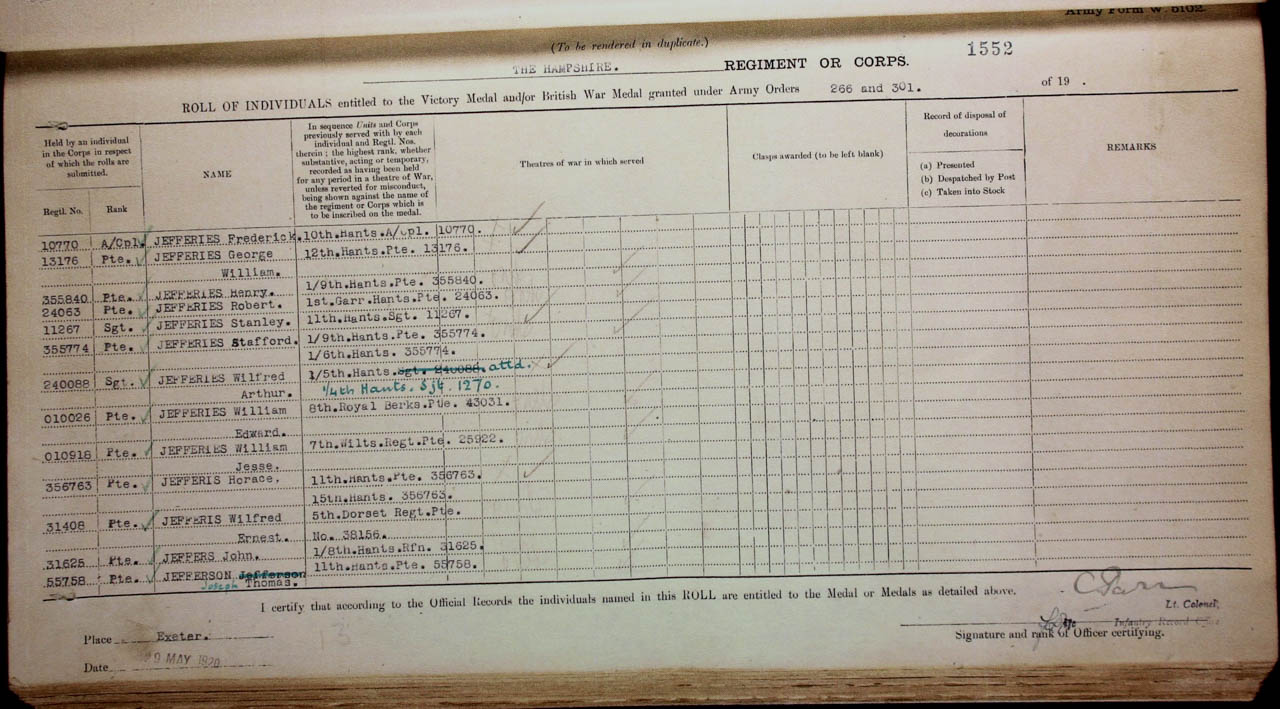 Army Form W. 5102.
(To be rendered in duplicate.)
1552
THE HAMPSHIRE. REGIMENT OR CORPS.
ROLL OF INDIVIDUALS entitled to the Victory Medal and/or British War Medal granted under Army Orders 266 and 301. of 19 .
Held by an individual
in the Corps in respect
of which the rolls are
submitted.
Regtl. No.
Rank
NAME
In sequence Units and Corps
previously served with by each
individual and Regtl. Nos.
therein ; the highest rank, whether
substantive, acting or temporary,
recorded as having been held
for any period in a theatre of War,
unless reverted for misconduct,
being shown against the name of
the regiment or Corps which is
to be inscribed on the medal.
Theatres of war in which served
Clasps awarded (to be left blank)
Record of disposal of
decorations
(a) Presented
(b) Despatched by Post
(c) Taken into Stock
REMARKS
10770 A/Cpl. JEFFERIES Frederick. 10th.Hants.A/Cpl. 10770.
13176 Pte. JEFFERIES George 12th.Hants.Pte. 13176.
William.
355840 Pte. JEFFERIES Henry. 1/9th.Hants.Pte. 355840.
24063 Pte. JEFFERIES Robert. 1st.Garr.Hants.Pte. 24063.
11267 Sgt. JEFFERIES Stanley. 11th.Hants.Sgt. 11267.
355774 Pte. JEFFERIES Stafford. 1/9th.Hants.Pte. 355774.
1/6th.Hants. 355774.
240088 Sgt. JEFFERIES Wilfred 1/5th.Hants.Sgt. 240088. attd.
Arthur. 1/4th Hants. Sjt. 1270.
010026 Pte. JEFFERIES William 8th.Royal Berks.Pte. 43031.
Edward.
010918 Pte. JEFFERIES William 7th.Wilts.Regt.Pte. 25922.
Jesse.
356763 Pte. JEFFERIS Horace. 11th.Hants.Pte. 356763.
15th.Hants. 356763.
31408 Pte. JEFFERIS Wilfred 5th.Dorset Regt.Pte.
Ernest. No. 38156.
31625 Pte. JEFFERS John. 1/8th.Hants.Rfn. 31625.
55758 Pte. JEFFERSON Jefferson 11th.Hants.Pte. 55758.
Joseph Thomas.
I certify that according to the Official Records the individuals named in this ROLL are entitled to the Medal or Medals as detailed above.
Lt. Colonel,
Infantry Record Office
Place Exeter.
Signature and rank of Officer certifying.
Date MAY 1920